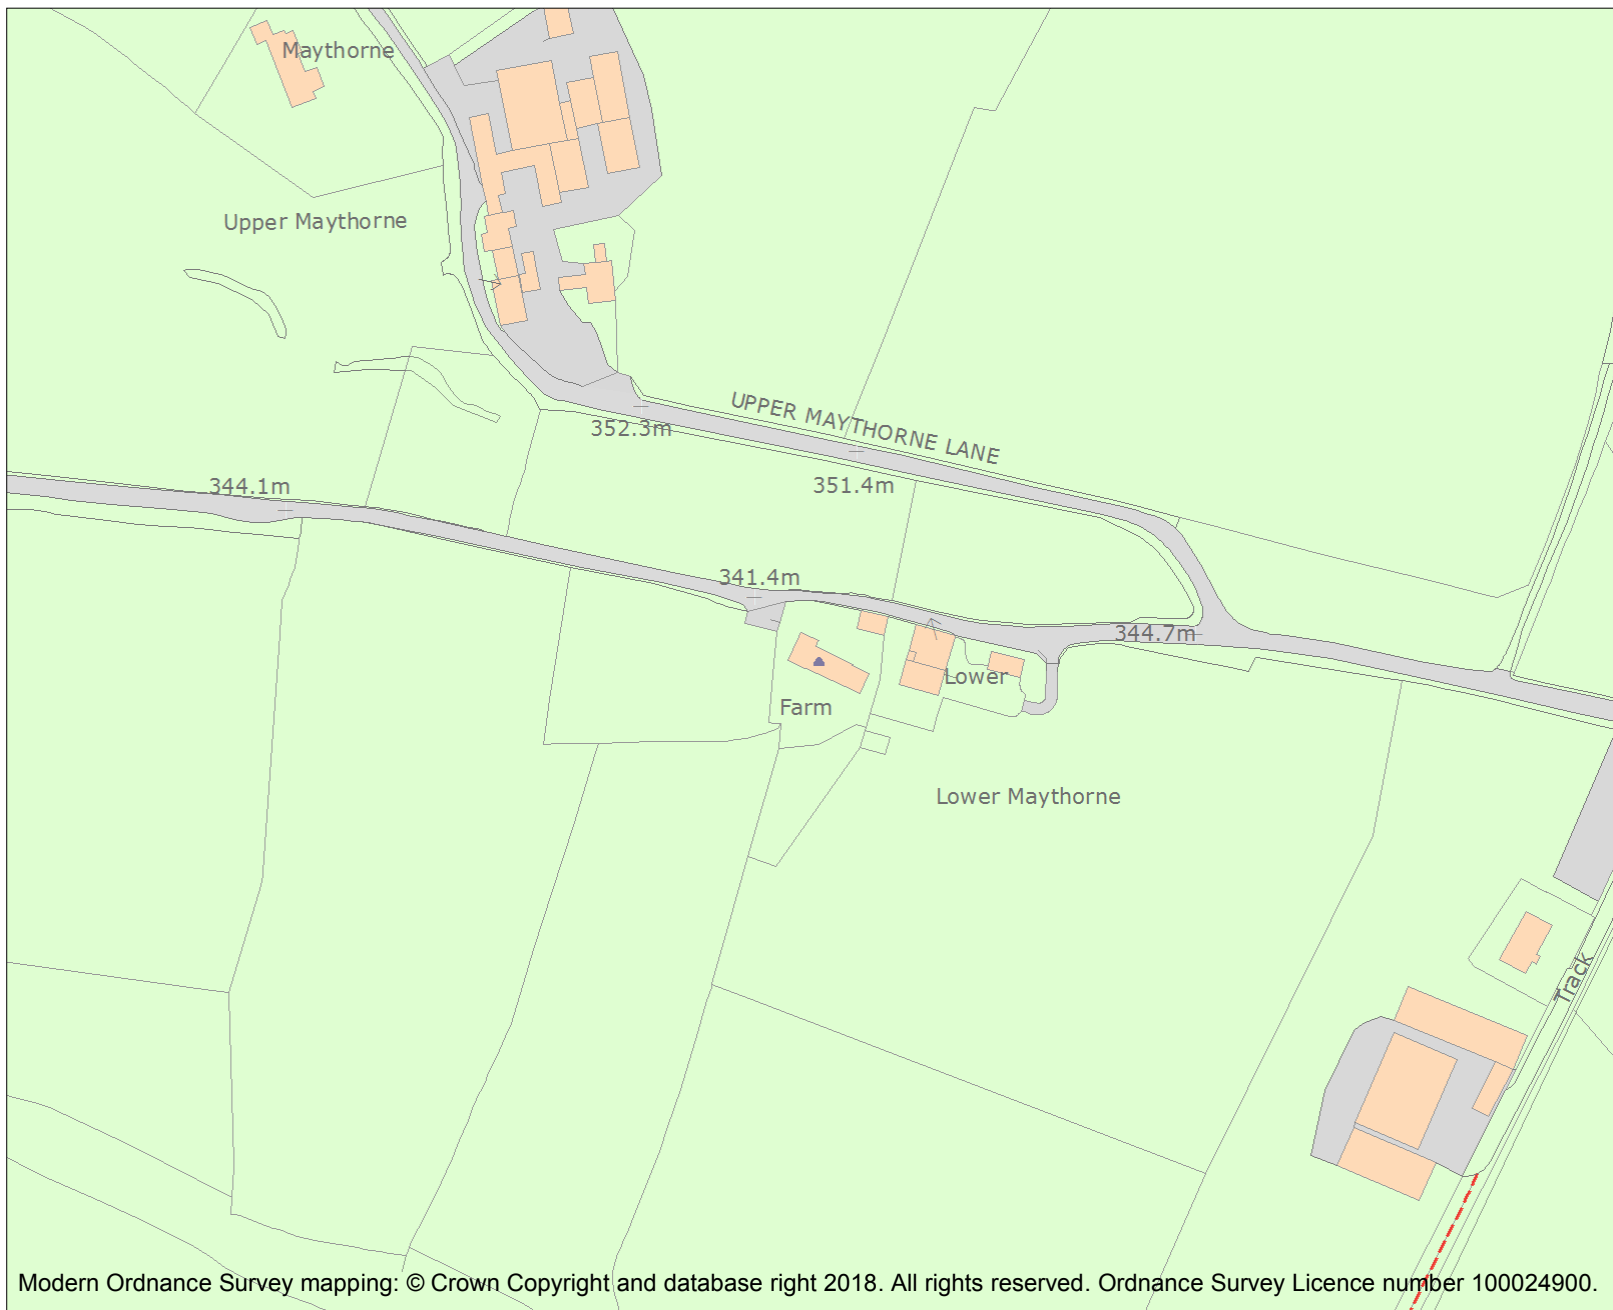 Maythorne
Upper Maythorne
UPPER MAYTHORNE LANE
352.3m
351.4m
344.1m
341.4m
344.7m
Lower
Farm
Lower Maythorne
Track
Modern Ordnance Survey mapping: © Crown Copyright and database right 2018. All rights reserved. Ordnance Survey Licence number 100024900.